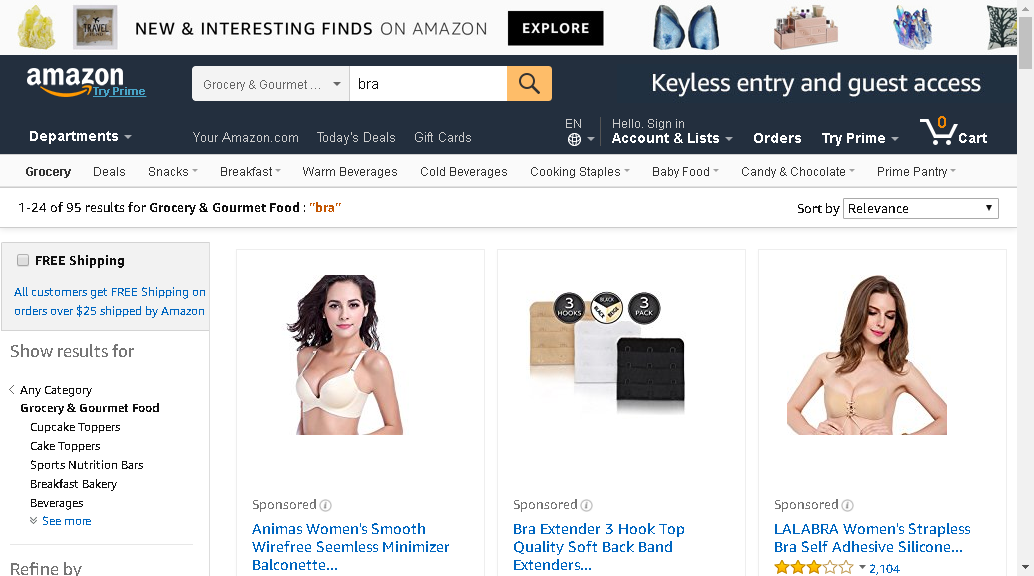 TRAVEL
NEW & INTERESTING FINDS ON AMAZON
EXPLORE
amazon
Try Prime
Grocery & Gourmet ...
bra
Keyless entry and guest access
Departments
Your Amazon.com
Today's Deals
Gift Cards
EN
Hello. Sign in
Account & Lists
Orders
Try Prime
0
Cart
Grocery
Deals
Snacks
Breakfast
Warm Beverages
Cold Beverages
Cooking Staples
Baby Food
Candy & Chocolate
Prime Pantry
1-24 of 95 results for Grocery & Gourmet Food : "bra"
Sort by
Relevance
FREE Shipping
All customers get FREE Shipping on
orders over $25 shipped by Amazon
Show results for
Any Category
Grocery & Gourmet Food
Cupcake Toppers
Cake Toppers
Sports Nutrition Bars
Breakfast Bakery
Beverages
See more
Refine by
Sponsored
Animas Women's Smooth
Wirefree Seemless Minimizer
Balconette...
3
HOOKS
BLACK
BLACK
BEIGE
3
PACK
Sponsored
Bra Extender 3 Hook Top
Quality Soft Back Band
Extenders...
Sponsored
LALABRA Women's Strapless
Bra Self Adhesive Silicone...
2,104